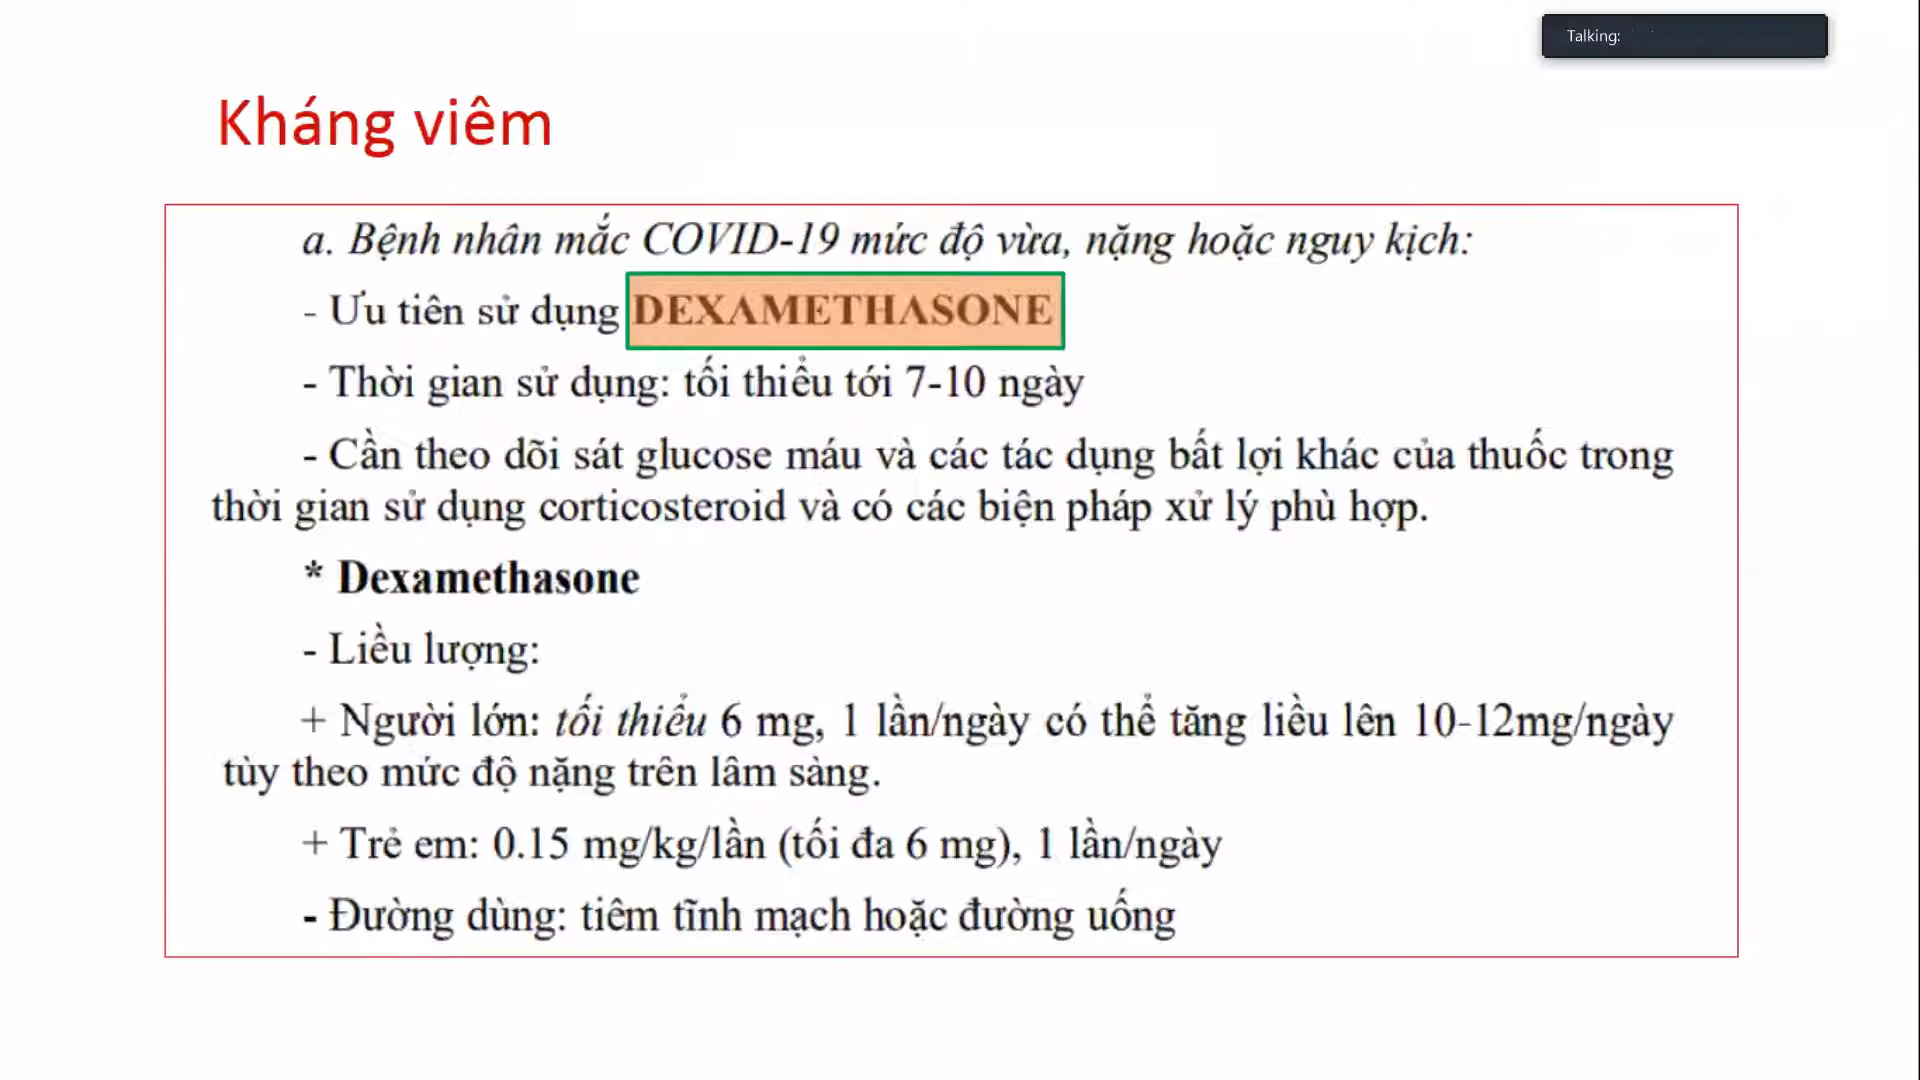 Talking:
Kháng viêm
a. Bệnh nhân mắc COVID-19 mức độ vừa, nặng hoặc nguy kịch:
- Ưu tiên sử dụng DEXAMETHASONE
- Thời gian sử dụng: tối thiểu tới 7-10 ngày
- Cần theo dõi sát glucose máu và các tác dụng bất lợi khác của thuốc trong
thời gian sử dụng corticosteroid và có các biện pháp xử lý phù hợp.
* Dexamethasone
- Liều lượng:
+ Người lớn: tối thiểu 6 mg, 1 lần/ngày có thể tăng liều lên 10-12mg/ngày
tùy theo mức độ nặng trên lâm sàng.
+ Trẻ em: 0.15 mg/kg/lần (tối đa 6 mg), 1 lần/ngày
- Đường dùng: tiêm tĩnh mạch hoặc đường uống